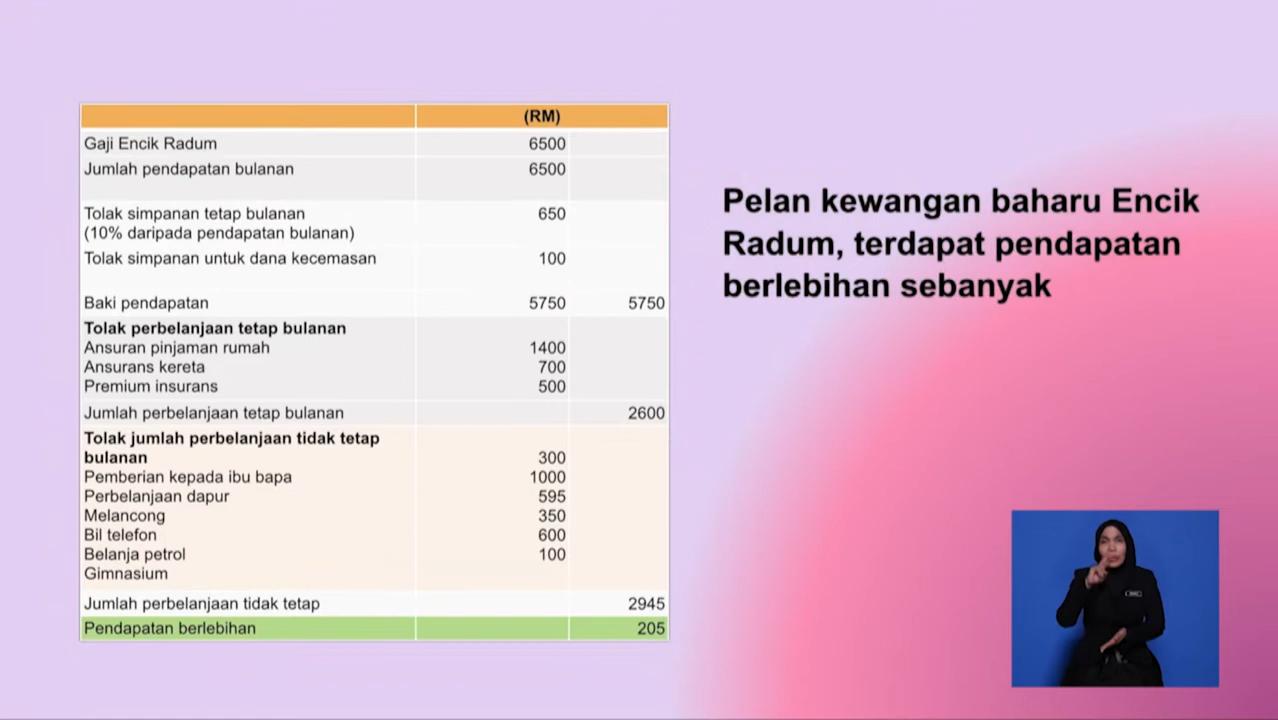 (RM)
Gaji Encik Radum 6500
Jumlah pendapatan bulanan 6500
Tolak simpanan tetap bulanan 650
(10% daripada pendapatan bulanan)
Tolak simpanan untuk dana kecemasan 100
Baki pendapatan 5750 5750
Tolak perbelanjaan tetap bulanan
Ansuran pinjaman rumah 1400
Ansurans kereta 700
Premium insurans 500
Jumlah perbelanjaan tetap bulanan 2600
Tolak jumlah perbelanjaan tidak tetap
bulanan 300
Pemberian kepada ibu bapa 1000
Perbelanjaan dapur 595
Melancong 350
Bil telefon 600
Belanja petrol 100
Gimnasium
Jumlah perbelanjaan tidak tetap 2945
Pendapatan berlebihan 205
Pelan kewangan baharu Encik
Radum, terdapat pendapatan
berlebihan sebanyak